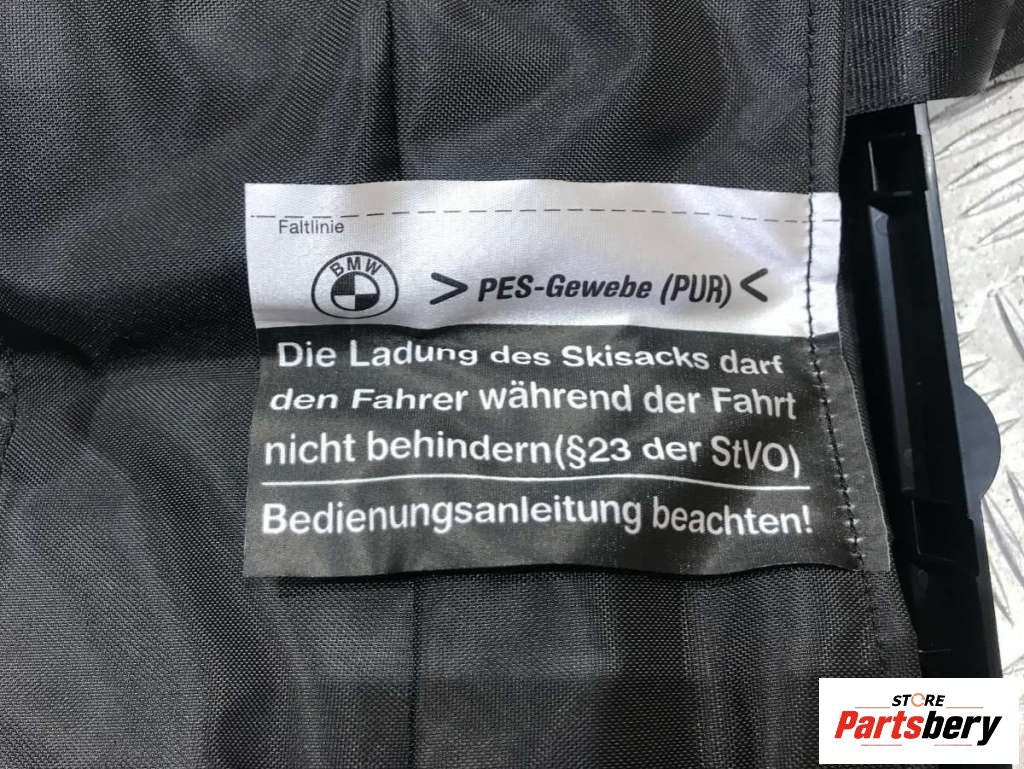 Faltlinie
BMW
> PES-Gewebe (PUR) <
Die Ladung des Skisacks darf
den Fahrer während der Fahrt
nicht behindern(§23 der StVO)
Bedienungsanleitung beachten!
STORE
Partsbery